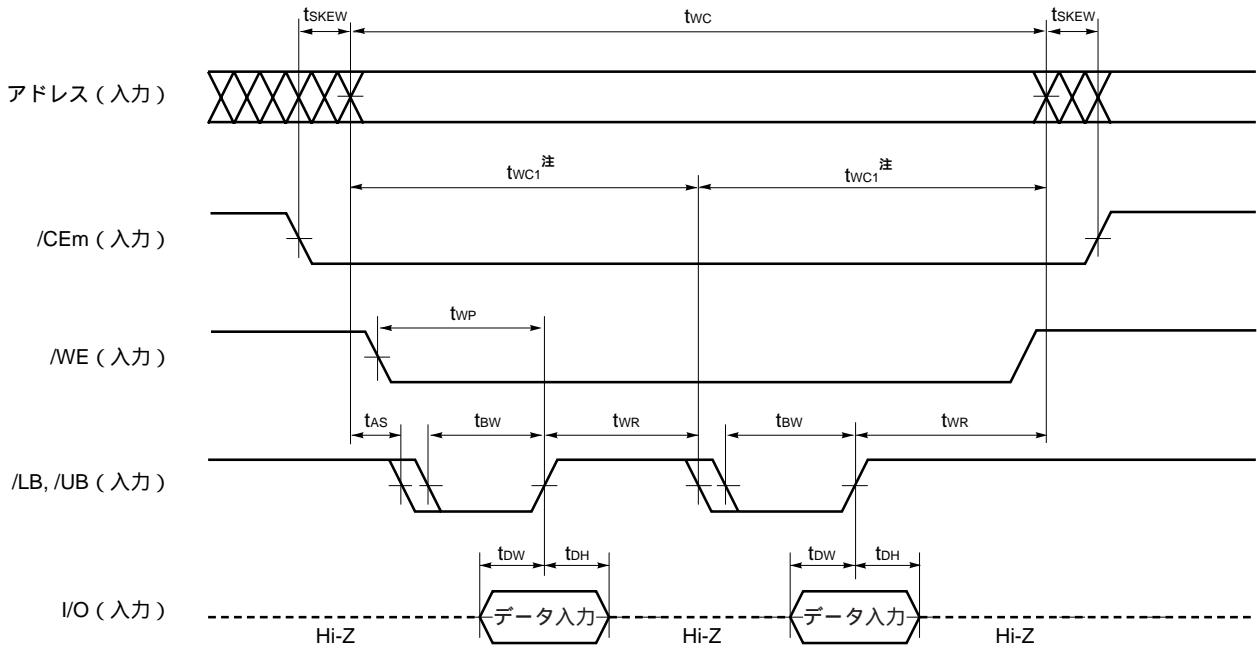 tSKEW tWC tSKEW
アドレス（入力）
tWC1注 tWC1注
/CEm（入力）
tWP
/WE（入力）
tAS tBW tWR tBW tWR
/LB, /UB（入力）
tDW tDH tDW tDH
I/O（入力） データ入力 データ入力
Hi-Z Hi-Z Hi-Z